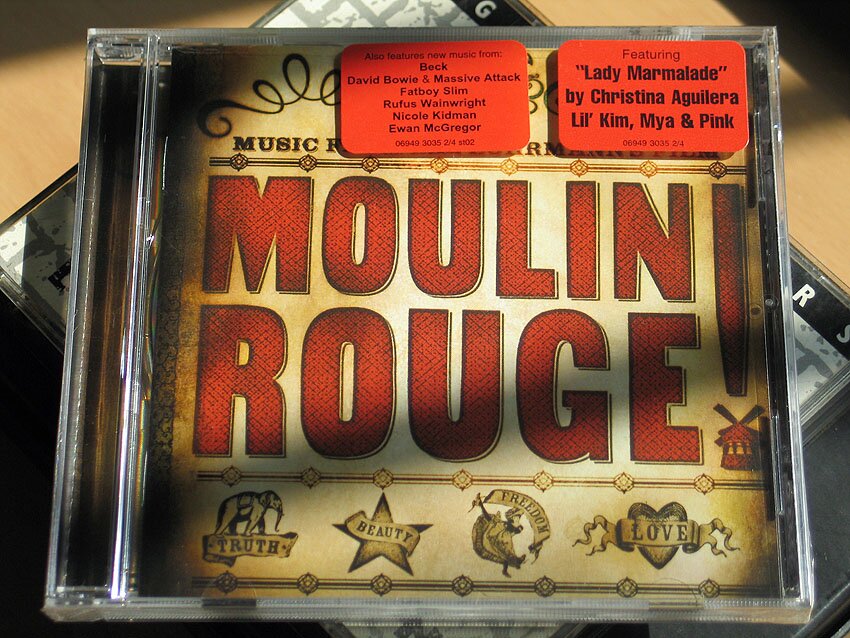 Also features new music from:
Beck
David Bowie & Massive Attack
Fatboy Slim
Rufus Wainwright
Nicole Kidman
Ewan McGregor
06949 3035 2/4 st02
Featuring
"Lady Marmalade"
by Christina Aguilera
Lil' Kim, Mya & Pink
06949 3035 2/4
MUSIC
FILM
MOULIN
ROUGE!
TRUTH
BEAUTY
FREEDOM
LOVE
G
R S